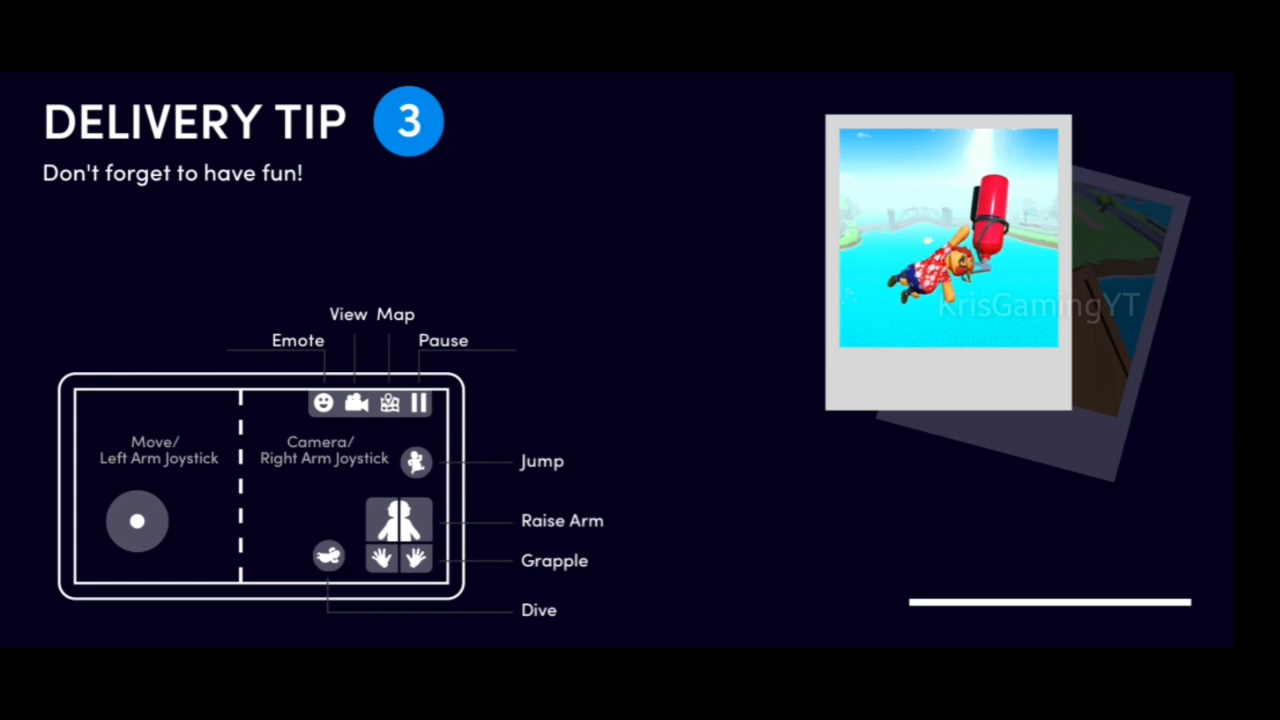 DELIVERY TIP 3
Don't forget to have fun!
View Map
Emote Pause
Move/
Left Arm Joystick
Camera/
Right Arm Joystick
Jump
Raise Arm
Grapple
Dive
KrisGamingYT